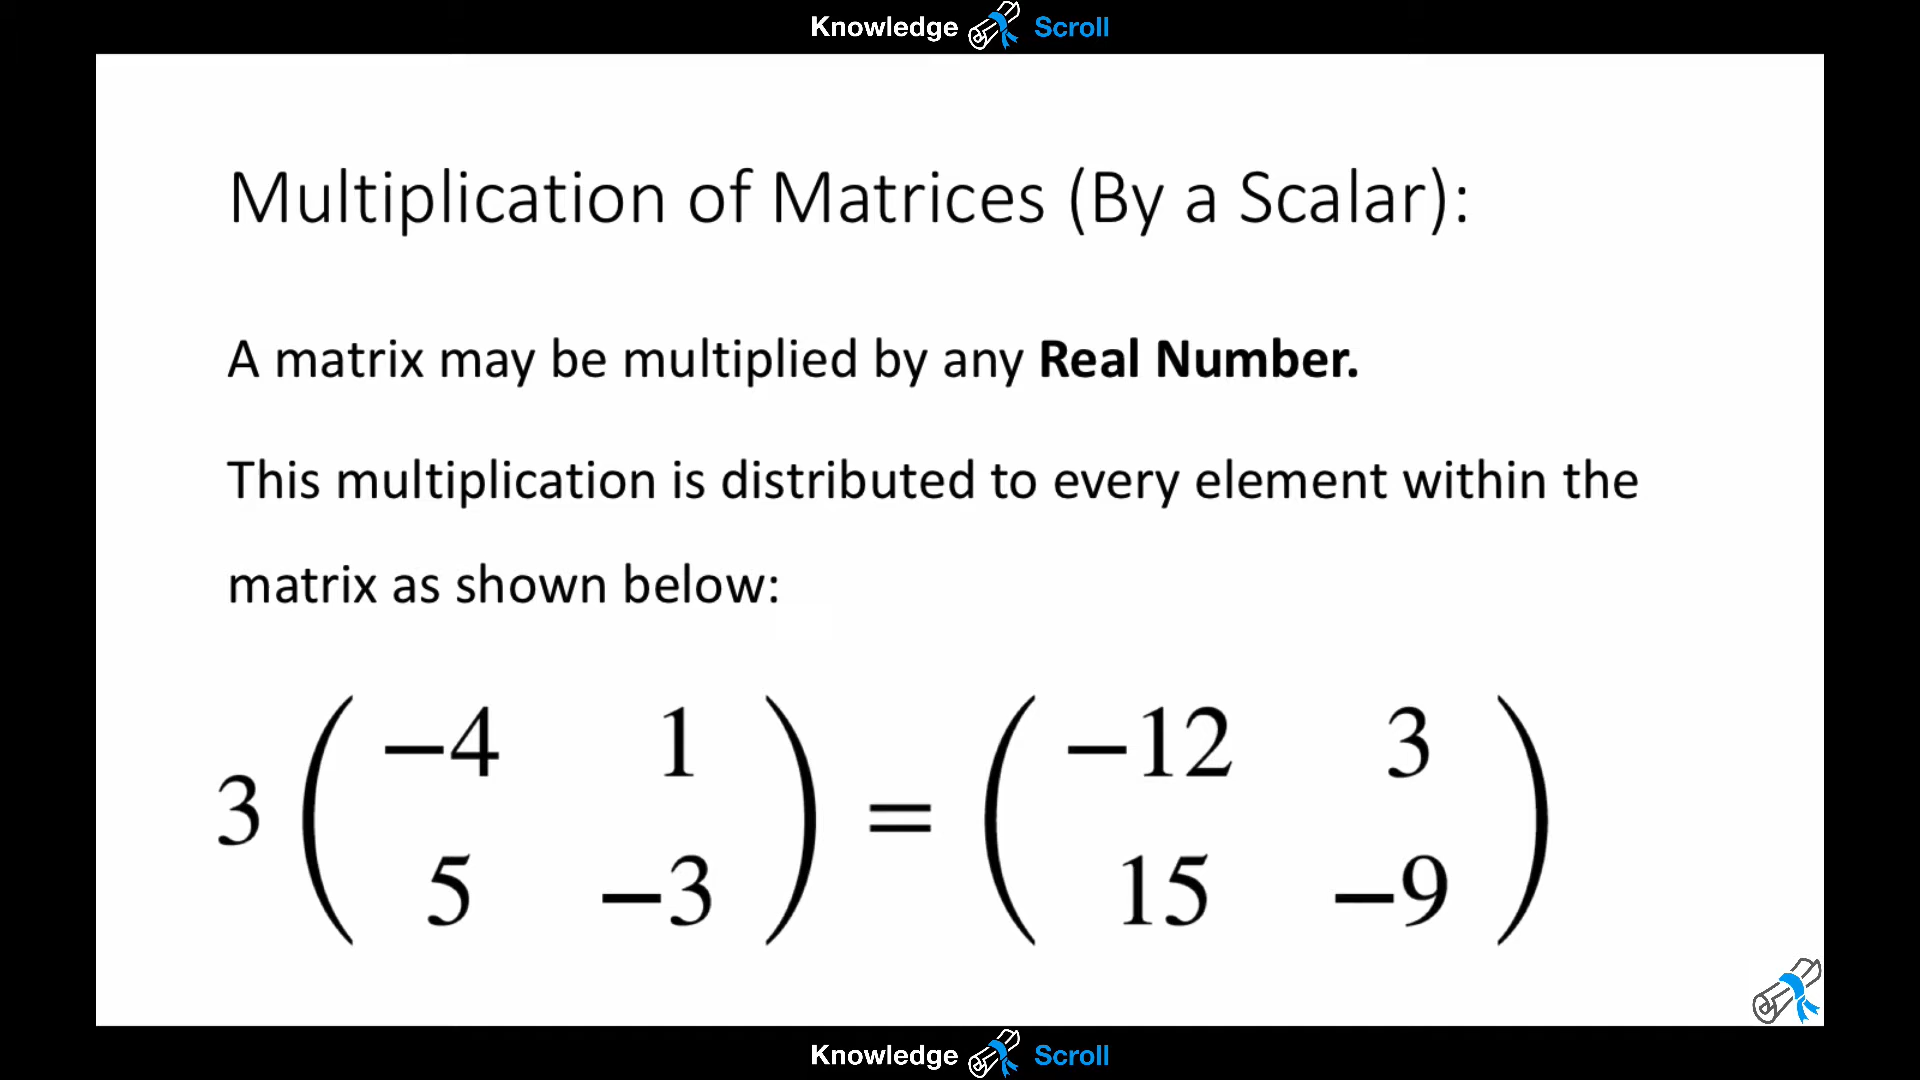 Knowledge Scroll
Multiplication of Matrices (By a Scalar):
A matrix may be multiplied by any Real Number.
This multiplication is distributed to every element within the
matrix as shown below:
3 ( −4 1 ) = ( −12 3 )
5 −3 15 −9
Knowledge Scroll